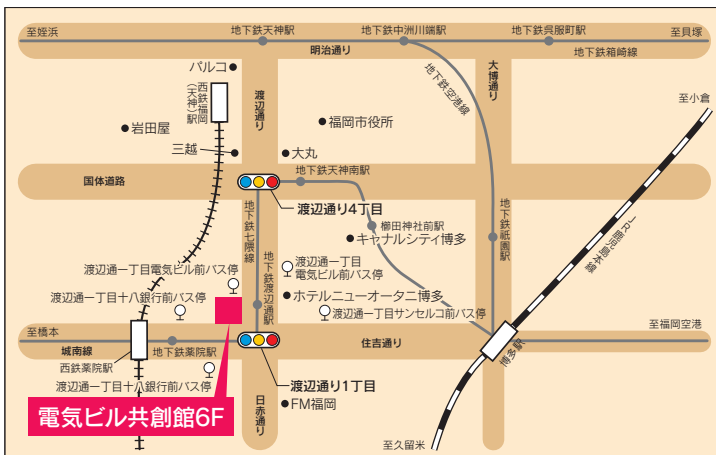 至姪浜
地下鉄天神駅
地下鉄中洲川端駅
地下鉄呉服町駅
至貝塚
明治通り
地下鉄箱崎線
パルコ
西鉄福岡
(天神)駅
渡辺通り
地下鉄空港線
大博通り
至小倉
岩田屋
福岡市役所
三越
大丸
国体道路
地下鉄天神南駅
渡辺通り4丁目
櫛田神社前駅
キャナルシティ博多
地下鉄祇園駅
JR鹿児島本線
地下鉄七隈線
渡辺通一丁目電気ビル前バス停
渡辺通一丁目
電気ビル前バス停
地下鉄渡辺通駅
渡辺通一丁目十八銀行前バス停
ホテルニューオータニ博多
渡辺通一丁目サンセルコ前バス停
至橋本
至福岡空港
城南線
地下鉄薬院駅
住吉通り
博多駅
西鉄薬院駅
渡辺通一丁目十八銀行前バス停
渡辺通り1丁目
電気ビル共創館6F
日赤通り
FM福岡
至久留米